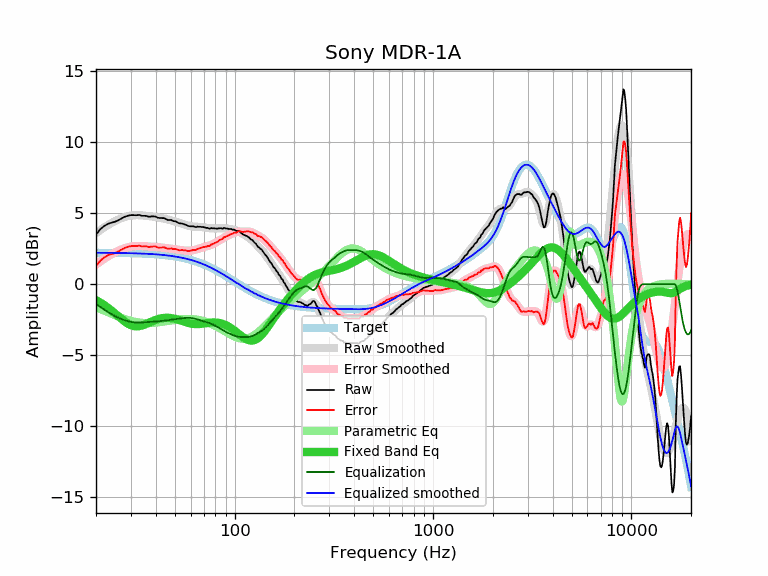 Sony MDR-1A
15
10
5
0
−5
−10
−15
Amplitude (dBr)
Target
Raw Smoothed
Error Smoothed
Raw
Error
Parametric Eq
Fixed Band Eq
Equalization
Equalized smoothed
100
1000
10000
Frequency (Hz)